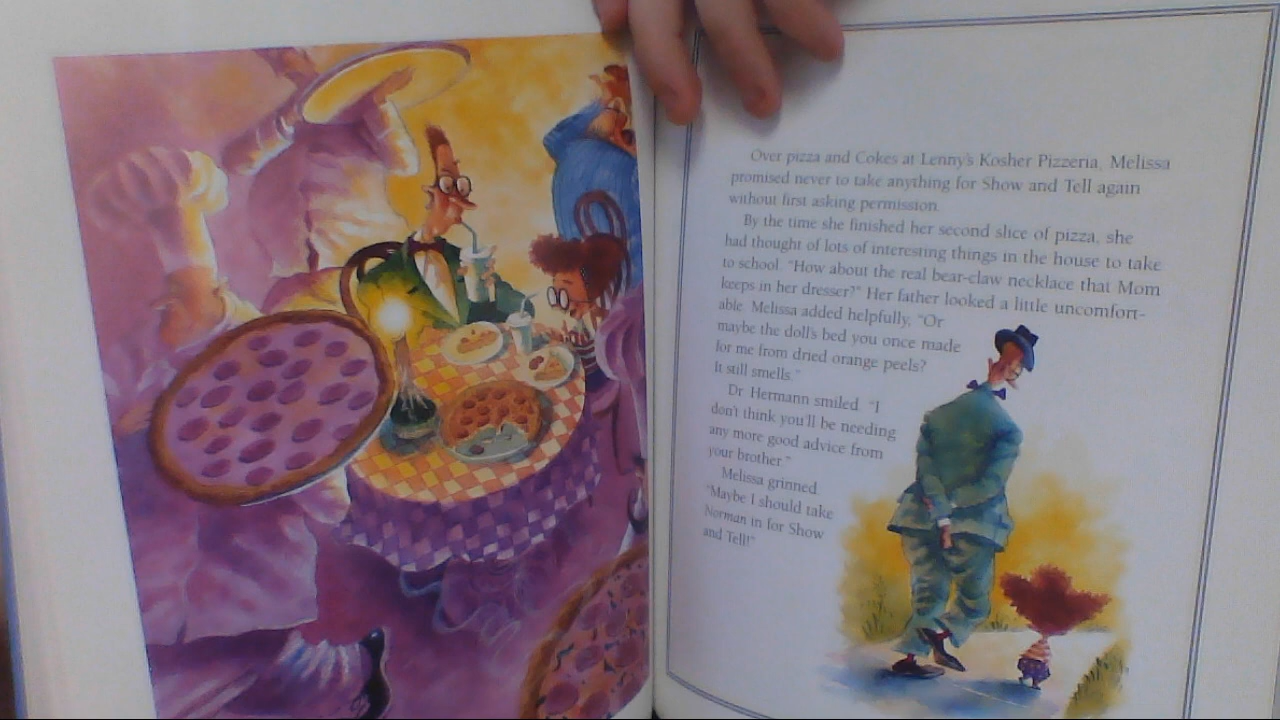 Over pizza and Cokes at Lenny's Kosher Pizzeria, Melissa
promised never to take anything for Show and Tell again
without first asking permission.
By the time she finished her second slice of pizza, she
had thought of lots of interesting things in the house to take
to school. "How about the real bear-claw necklace that Mom
keeps in her dresser?" Her father looked a little uncomfort-
able. Melissa added helpfully, "Or
maybe the doll's bed you once made
for me from dried orange peels?
It still smells."
Dr. Hermann smiled. "I
don't think you'll be needing
any more good advice from
your brother."
Melissa grinned.
"Maybe I should take
Norman in for Show
and Tell!"